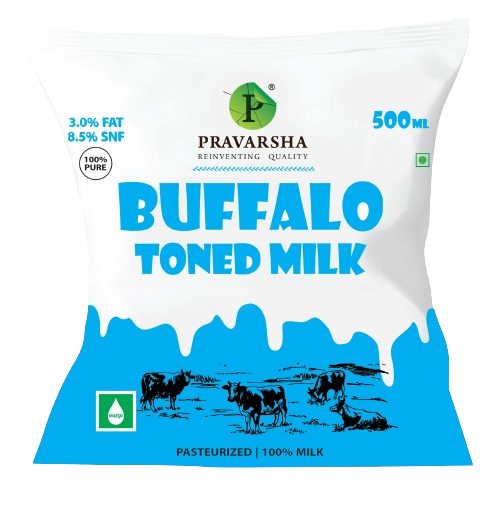 3.0% FAT
8.5% SNF
100%
PURE
P
®
PRAVARSHA
REINVENTING QUALITY
500ML
BUFFALO
TONED MILK
PASTEURIZED | 100% MILK